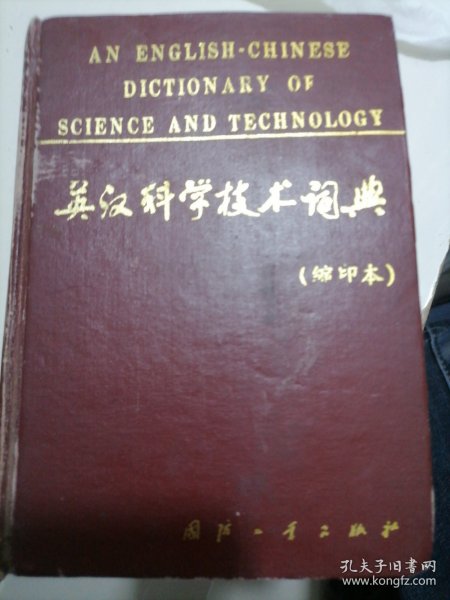 AN ENGLISH-CHINESE
DICTIONARY OF
SCIENCE AND TECHNOLOGY
英汉科学技术词典
(缩印本)
国防工业出版社
孔夫子旧书网
www.kongfz.com